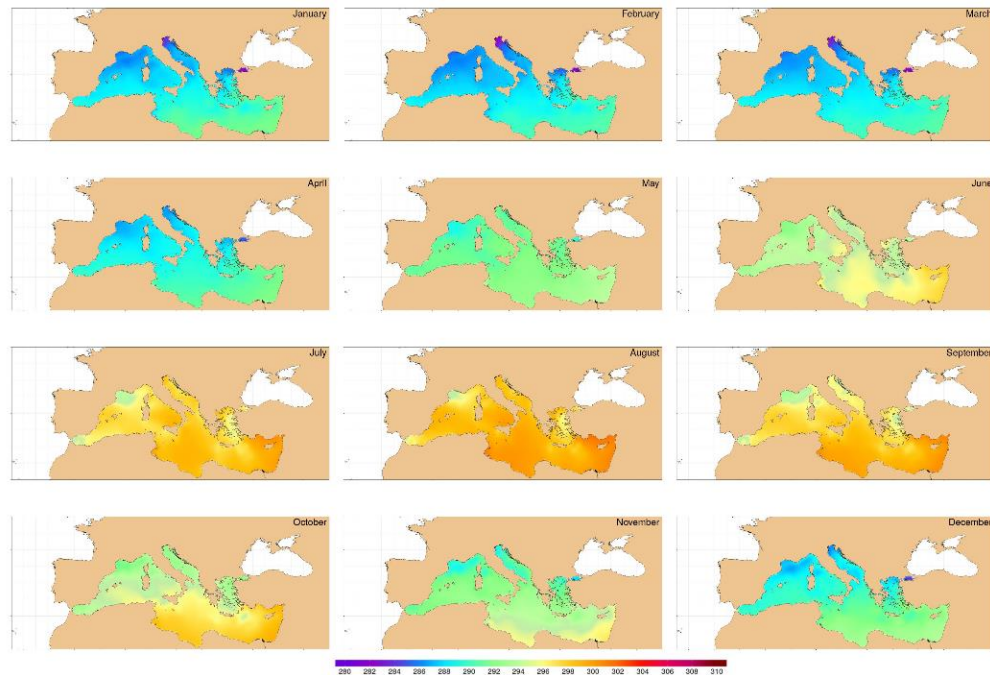 January
February
March
April
May
June
July
August
September
October
November
December
280 282 284 286 288 290 292 294 296 298 300 302 304 306 308 310